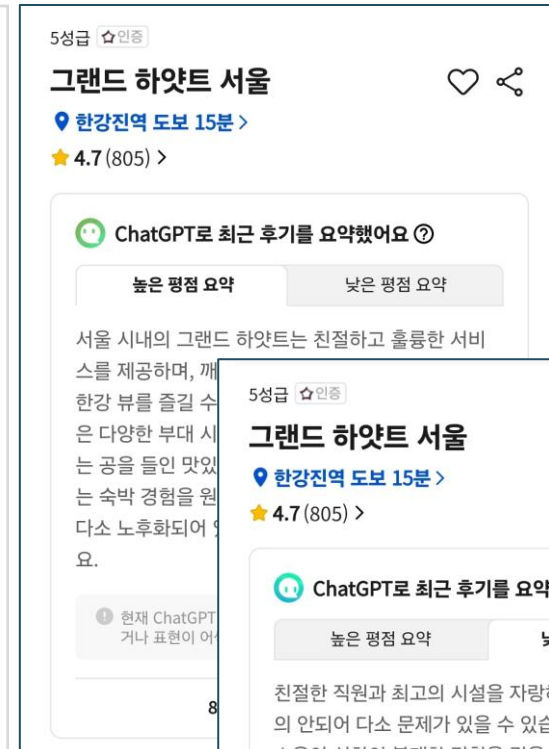 5성급 인증
그랜드 하얏트 서울
한강진역 도보 15분 >
4.7 (805) >
ChatGPT로 최근 후기를 요약했어요 ?
높은 평점 요약
낮은 평점 요약
서울 시내의 그랜드 하얏트는 친절하고 훌륭한 서비
스를 제공하며,
한강 뷰를 즐길 수
은 다양한 부대 시
는 공을 들인 맛있
는 숙박 경험을 원
다소 노후화되어
요.
현재 ChatGPT
거나 표현이
8
5성급 인증
그랜드 하얏트 서울
한강진역 도보 15분 >
4.7 (805) >
ChatGPT로 최근 후기를 요약
높은 평점 요약
친절한 직원과 최고의 시설을 자랑
의 안되어 다소 문제가 있을 수 있습